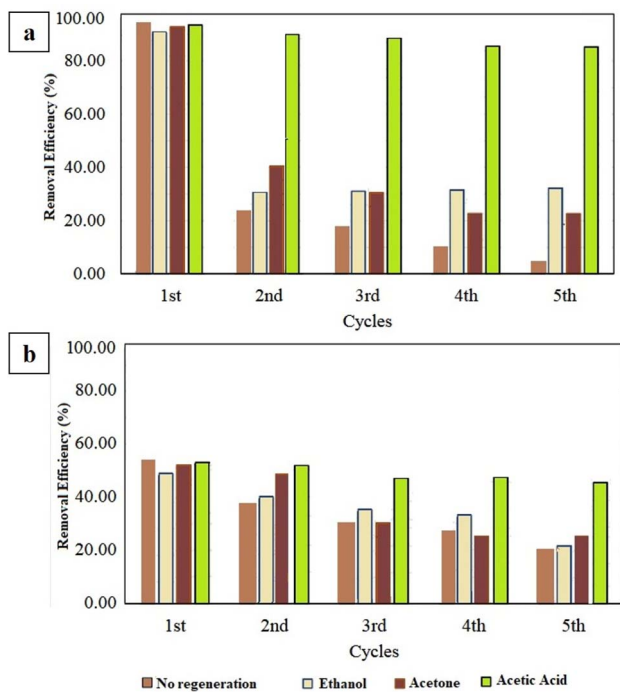 a
Removal Efficiency (%)
100.00
80.00
60.00
40.00
20.00
0.00
1st 2nd 3rd 4th 5th
Cycles
b
Removal Efficiency (%)
100.00
80.00
60.00
40.00
20.00
0.00
1st 2nd 3rd 4th 5th
Cycles
No regeneration Ethanol Acetone Acetic Acid